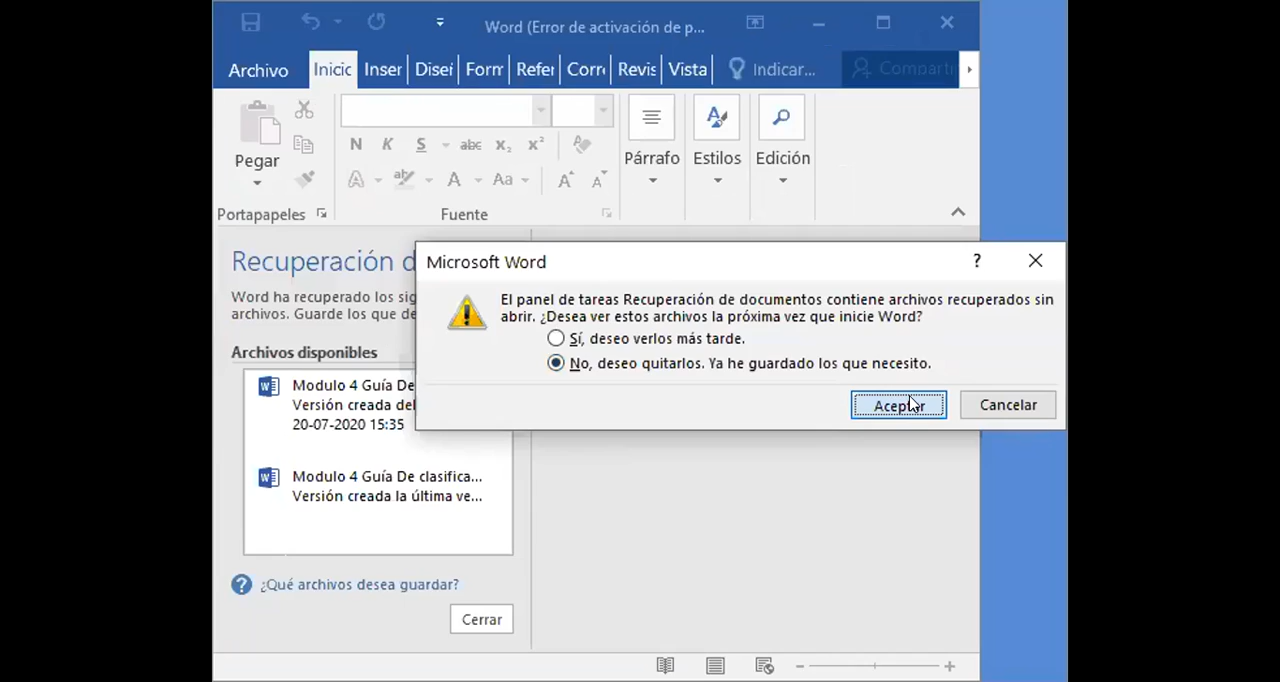 Word (Error de activación de p...
Archivo
Inicic
Inser
Diseí
Forr
Refer
Corr
Revis
Vista
Indicar...
Compartir
Pegar
N K S abc x₂ x²
A aby A Aa A A
Párrafo
Estilos
Edición
Portapapeles
Fuente
Recuperación d
Word ha recuperado los sig
archivos. Guarde los que de
Archivos disponibles
Modulo 4 Guía De
Versión creada del
20-07-2020 15:35
Modulo 4 Guía De clasifica...
Versión creada la última ve...
¿Qué archivos desea guardar?
Cerrar
Microsoft Word
?
El panel de tareas Recuperación de documentos contiene archivos recuperados sin
abrir. ¿Desea ver estos archivos la próxima vez que inicie Word?
Sí, deseo verlos más tarde.
No, deseo quitarlos. Ya he guardado los que necesito.
Aceptar
Cancelar